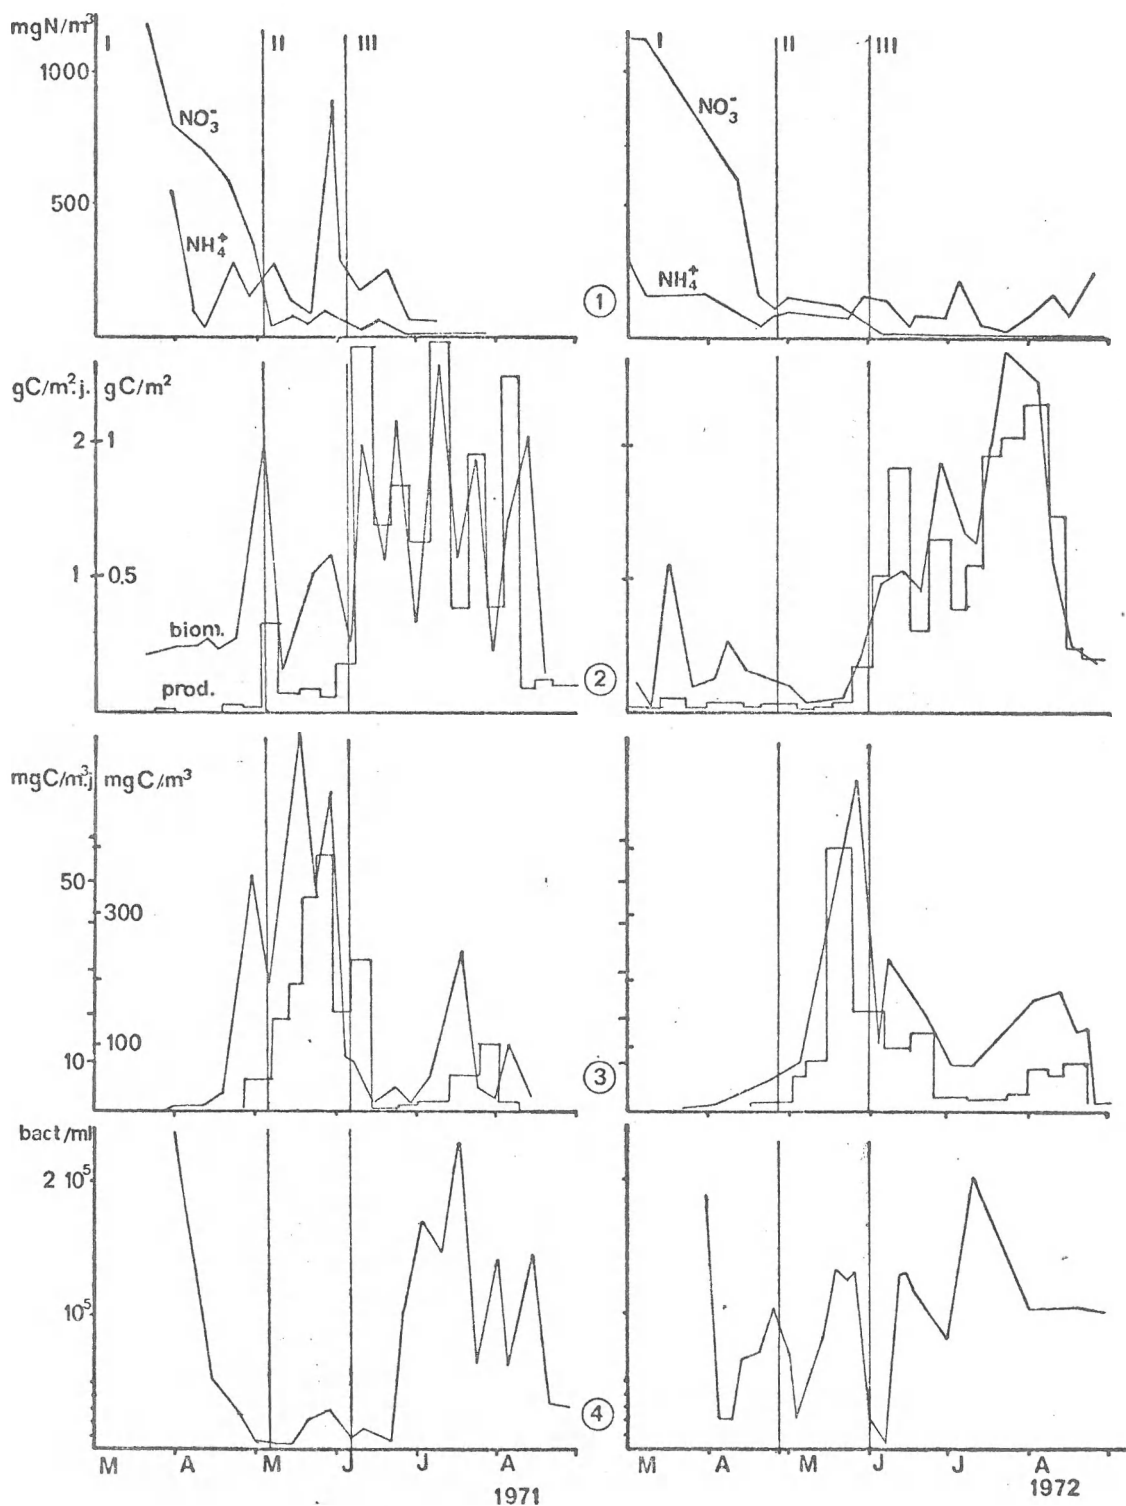 mgN/m³
I II III
I II III
1000
NO₃⁻
NO₃⁻
500
NH₄⁺
NH₄⁺
①
gC/m².j. gC/m²
2 1
1 0,5
biom.
prod.
②
mgC/m³.j mgC/m³
50
300
100
10
③
bact/ml
2 10⁵
10⁵
④
M A M J J A
M A M J J A
1971
1972